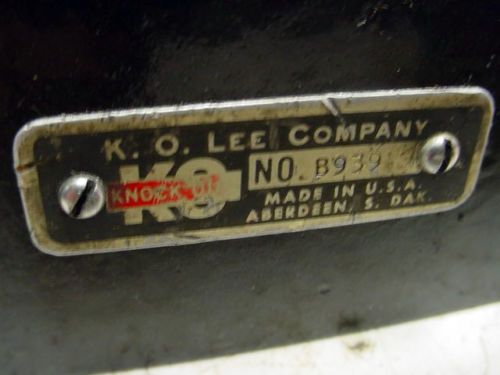 K. O. LEE COMPANY
KO
KNOCK-OUT
NO. B939
MADE IN U.S.A.
ABERDEEN, S. DAK.